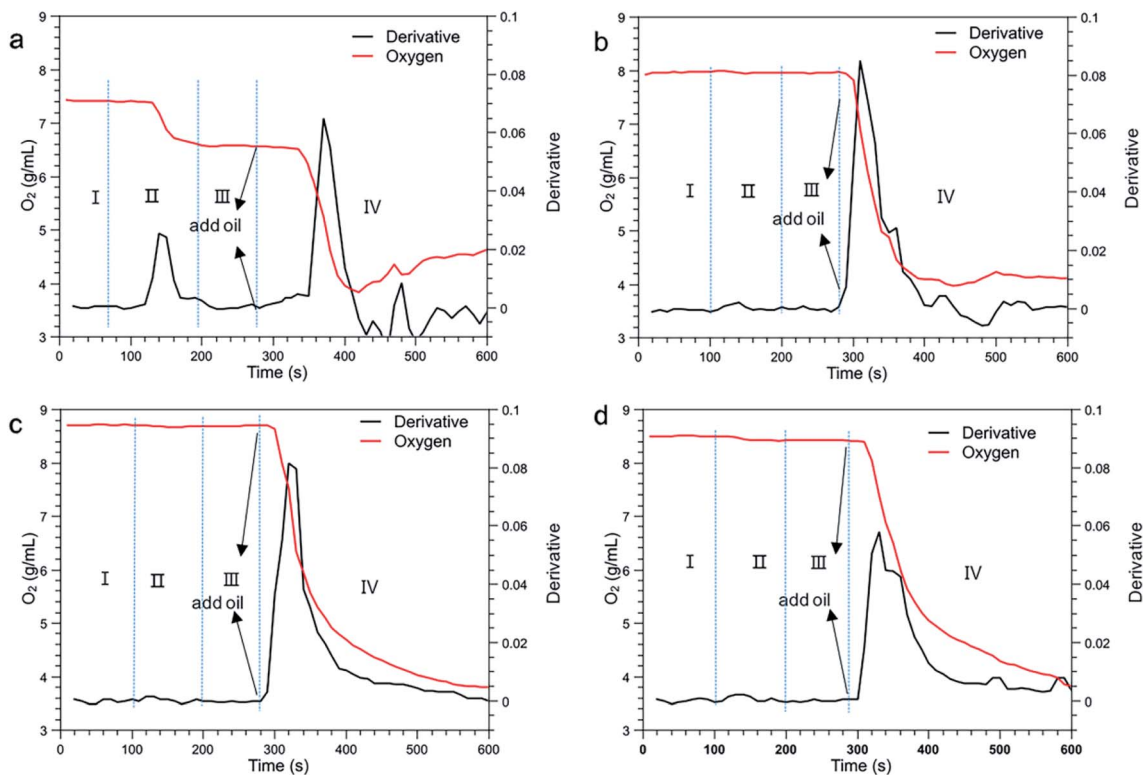 a
9
8
7
6
5
4
3
O₂ (g/mL)
0.1
0.08
0.06
0.04
0.02
0
Derivative
Derivative
Oxygen
Ⅰ
Ⅱ
Ⅲ
Ⅳ
add oil
0 100 200 300 400 500 600
Time (s)
b
9
8
7
6
5
4
3
O₂ (g/mL)
0.1
0.08
0.06
0.04
0.02
0
Derivative
Derivative
Oxygen
Ⅰ
Ⅱ
Ⅲ
Ⅳ
add oil
0 100 200 300 400 500 600
Time (s)
c
9
8
7
6
5
4
3
O₂ (g/mL)
0.1
0.08
0.06
0.04
0.02
0
Derivative
Derivative
Oxygen
Ⅰ
Ⅱ
Ⅲ
Ⅳ
add oil
0 100 200 300 400 500 600
Time (s)
d
9
8
7
6
5
4
3
O₂ (g/mL)
0.1
0.08
0.06
0.04
0.02
0
Derivative
Derivative
Oxygen
Ⅰ
Ⅱ
Ⅲ
Ⅳ
add oil
0 100 200 300 400 500 600
Time (s)